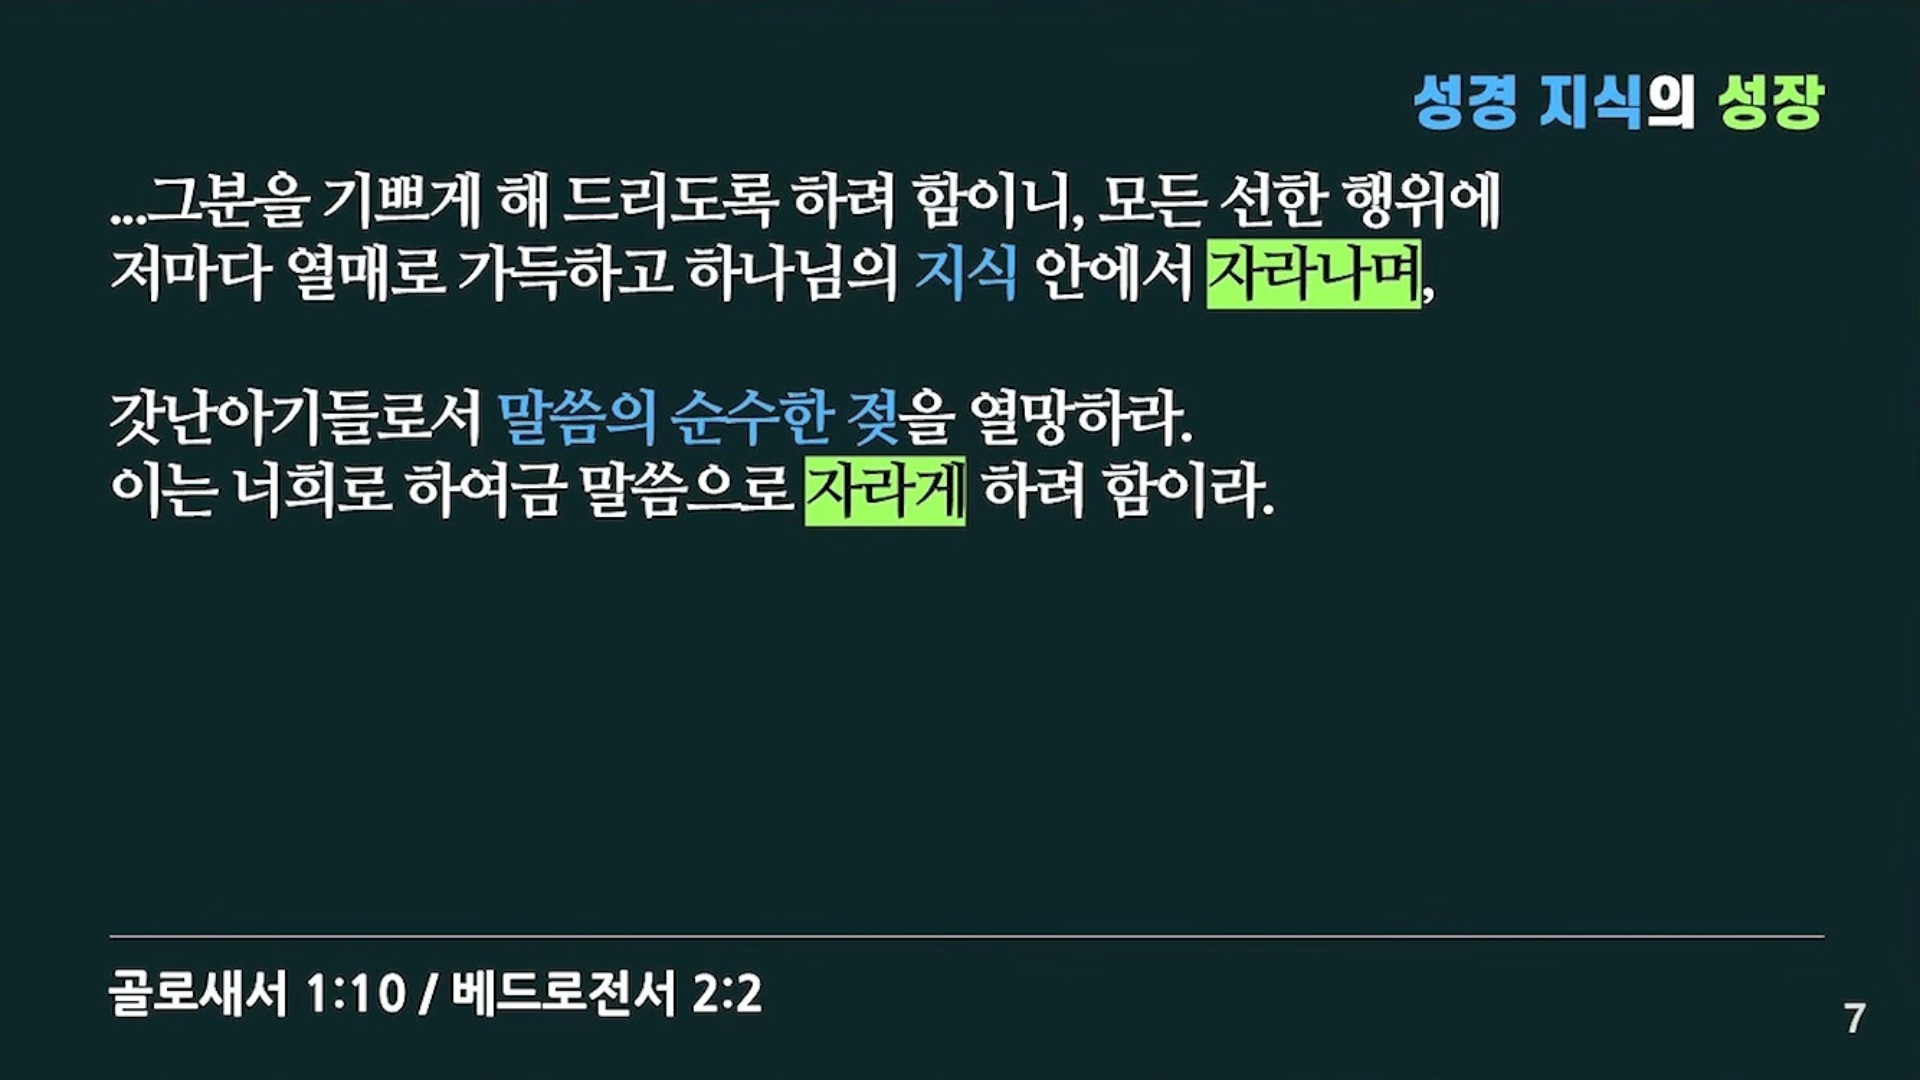 성경 지식의 성장
...그분을 기쁘게 해 드리도록 하려 함이니, 모든 선한 행위에
저마다 열매로 가득하고 하나님의 지식 안에서 자라나며,
갓난아기들로서 말씀의 순수한 젖을 열망하라.
이는 너희로 하여금 말씀으로 자라게 하려 함이라.
골로새서 1:10 / 베드로전서 2:2
7